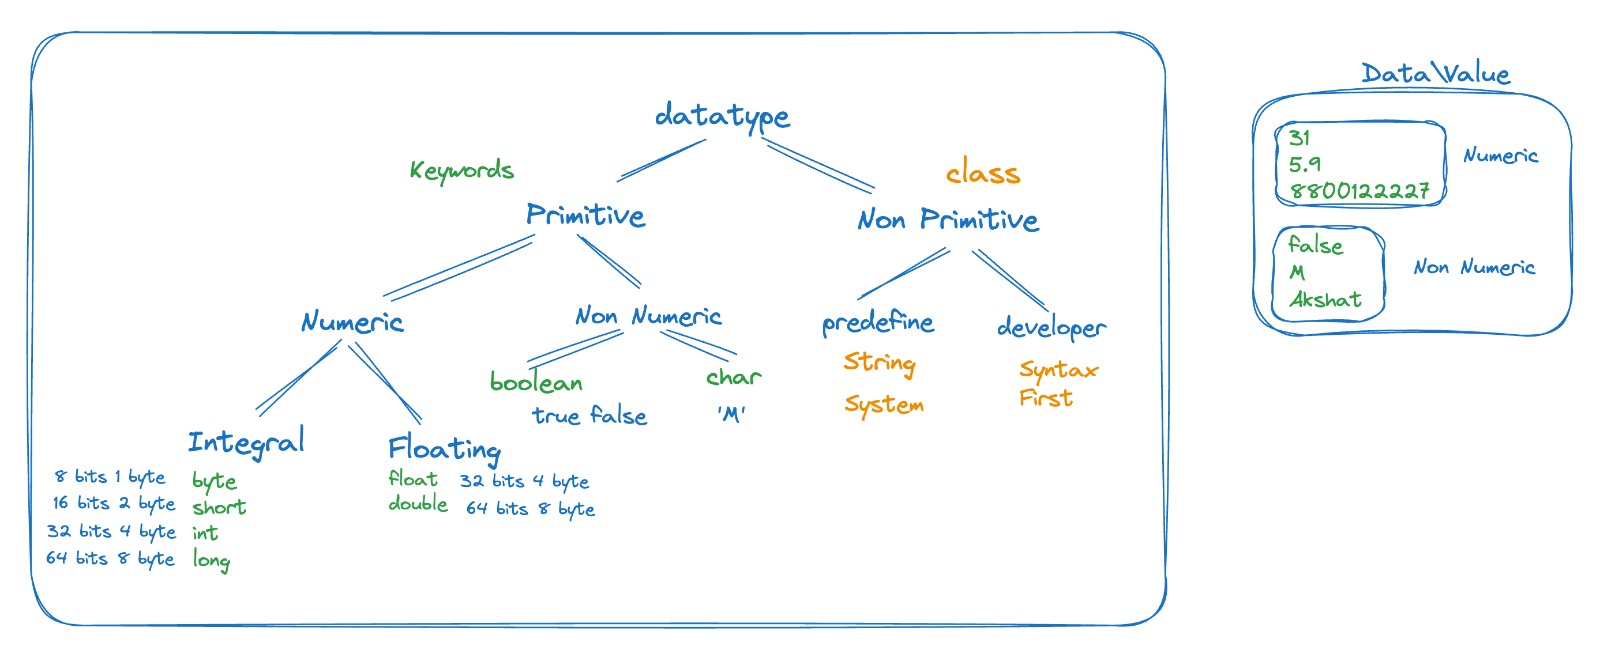 datatype
Keywords
class
Primitive
Non Primitive
Numeric
Non Numeric
predefine
developer
boolean
char
String
Syntax
true false
'M'
System
First
Integral
Floating
8 bits 1 byte byte
16 bits 2 byte short
32 bits 4 byte int
64 bits 8 byte long
float 32 bits 4 byte
double 64 bits 8 byte
Data\Value
31
5.9
8800122227
Numeric
false
M
Akshat
Non Numeric